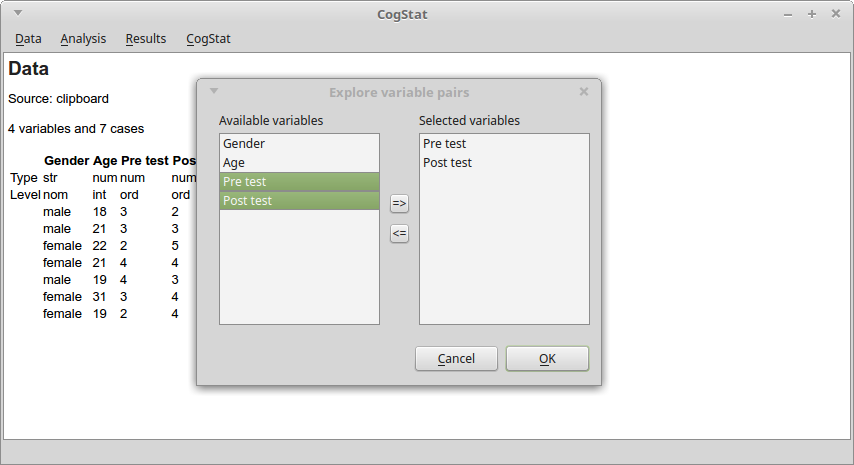 CogStat
Data Analysis Results CogStat
Data
Source: clipboard
4 variables and 7 cases
Gender Age Pre test Pos
Type str num num num
Level nom int ord ord
male 18 3 2
male 21 3 3
female 22 2 5
female 21 4 4
male 19 4 3
female 31 3 4
female 19 2 4
Explore variable pairs
Available variables
Gender
Age
Pre test
Post test
=>
<=
Selected variables
Pre test
Post test
Cancel OK